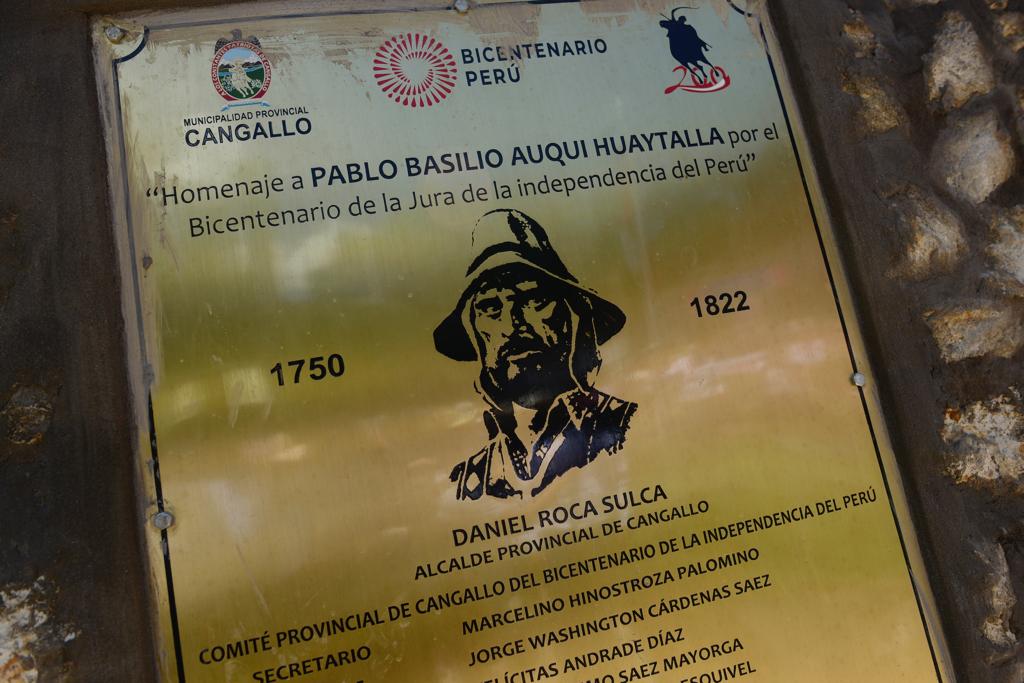 MUNICIPALIDAD PROVINCIAL
CANGALLO
BICENTENARIO
PERÚ
200
"Homenaje a PABLO BASILIO AUQUI HUAYTALLA por el
Bicentenario de la Jura de la independencia del Perú"
1750
1822
DANIEL ROCA SULCA
ALCALDE PROVINCIAL DE CANGALLO
COMITÉ PROVINCIAL DE CANGALLO DEL BICENTENARIO DE LA INDEPENDENCIA DEL PERÚ
MARCELINO HINOSTROZA PALOMINO
SECRETARIO JORGE WASHINGTON CÁRDENAS SAEZ
ANDRADE DÍAZ
SAEZ MAYORGA